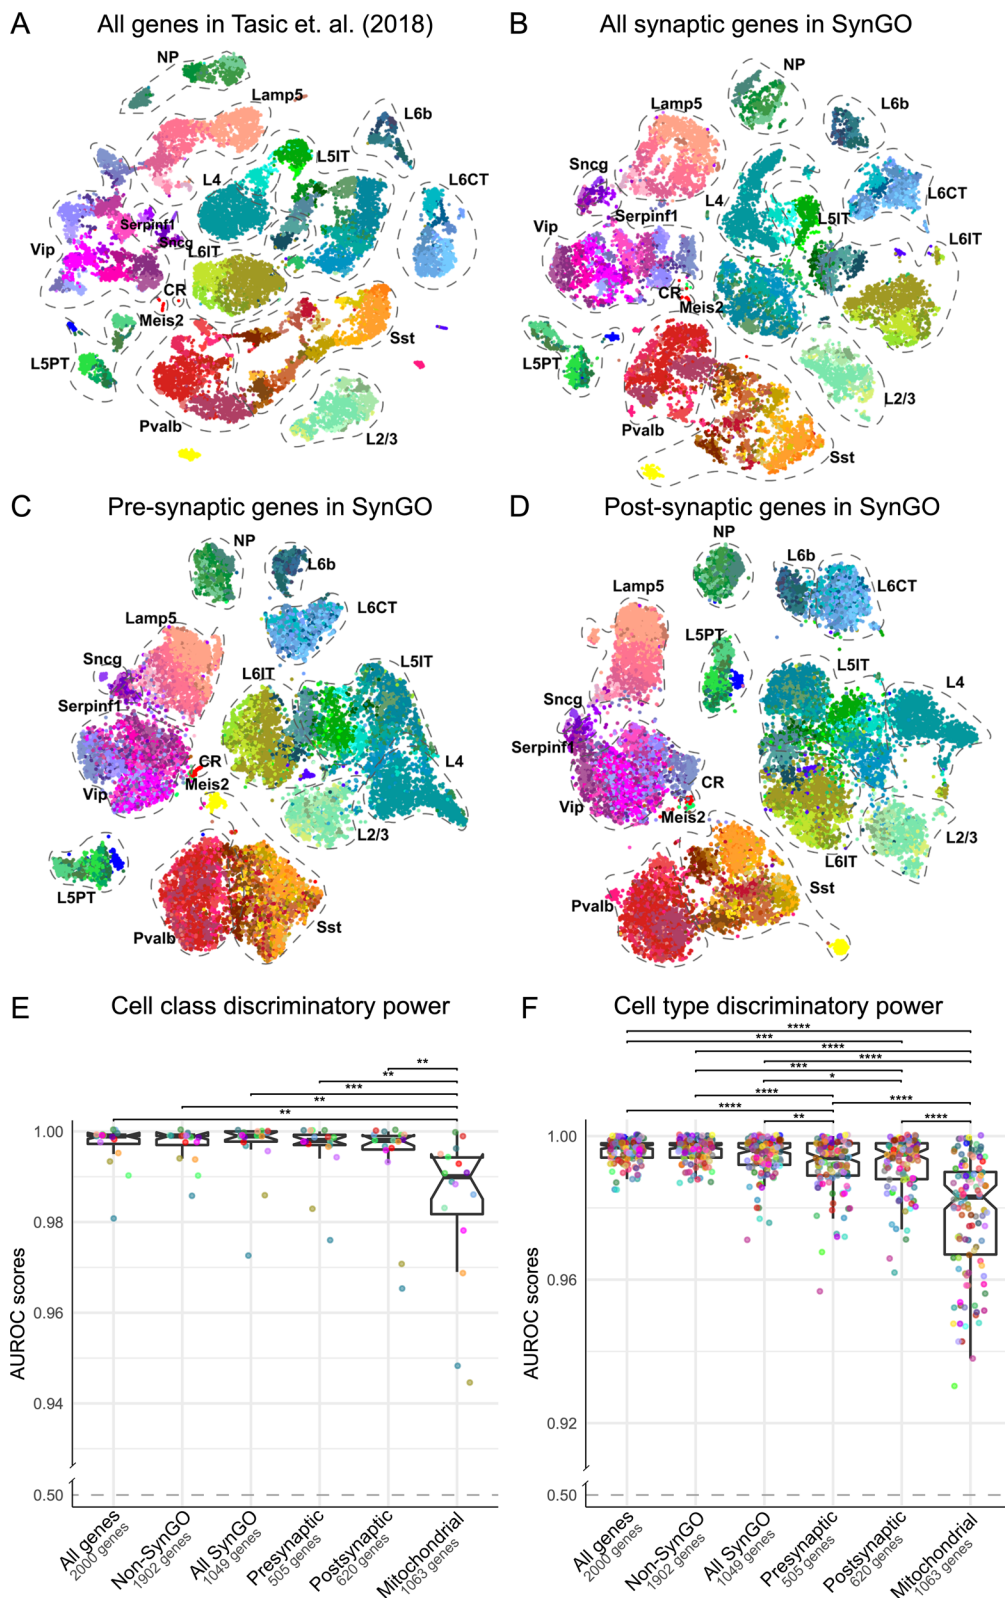 A All genes in Tasic et. al. (2018)
NP
Lamp5
L6b
L5IT
L4
L6CT
Serpinf1
Sncg
Vip
L6IT
CR
Meis2
Sst
L5PT
Pvalb
L2/3
B All synaptic genes in SynGO
NP
Lamp5
L6b
Sncg
L6CT
L4
Serpinf1
L5IT
Vip
L6IT
CR
Meis2
L5PT
L2/3
Pvalb
Sst
C Pre-synaptic genes in SynGO
NP
L6b
L6CT
Lamp5
Sncg
L6IT
L5IT
Serpinf1
L4
CR
Meis2
Vip
L2/3
L5PT
Pvalb
Sst
D Post-synaptic genes in SynGO
NP
L6b
L6CT
Lamp5
L5PT
L5IT
L4
Sncg
Serpinf1
CR
Vip
Meis2
L2/3
L6IT
Pvalb
Sst
E Cell class discriminatory power
**
**
***
**
**
AUROC scores
1.00
0.98
0.96
0.94
0.50
All genes
2000 genes
Non-SynGO
1902 genes
All SynGO
1049 genes
Presynaptic
505 genes
Postsynaptic
620 genes
Mitochondrial
1063 genes
F Cell type discriminatory power
****
***
****
****
***
*
****
****
****
**
****
AUROC scores
1.00
0.96
0.92
0.50
All genes
2000 genes
Non-SynGO
1902 genes
All SynGO
1049 genes
Presynaptic
505 genes
Postsynaptic
620 genes
Mitochondrial
1063 genes